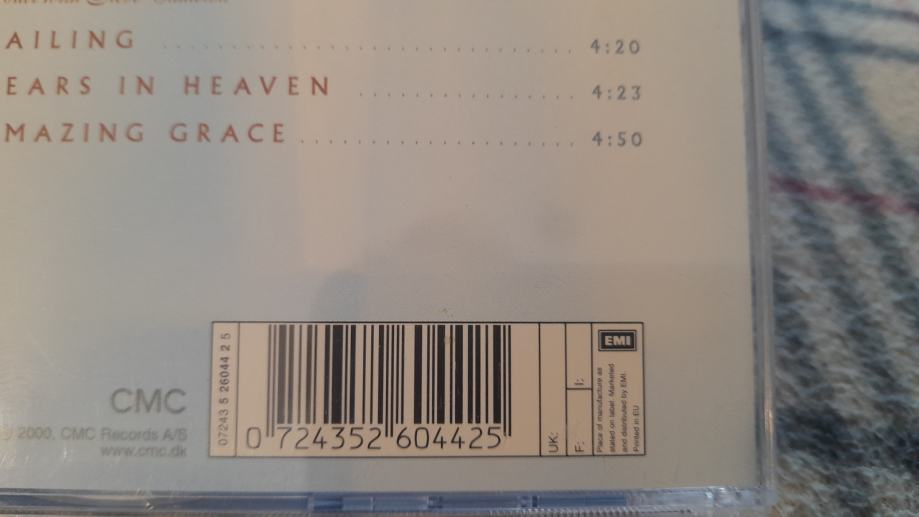 AILING .......... 4:20
EARS IN HEAVEN .......... 4:23
MAZING GRACE .......... 4:50
07243 5 26044 2 5
0 724352 604425
UK:
F:
I:
EMI
Place of manufacture as
stated on label. Marketed
and distributed by EMI.
Printed in EU
CMC
℗ 2000, CMC Records A/S
www.cmc.dk